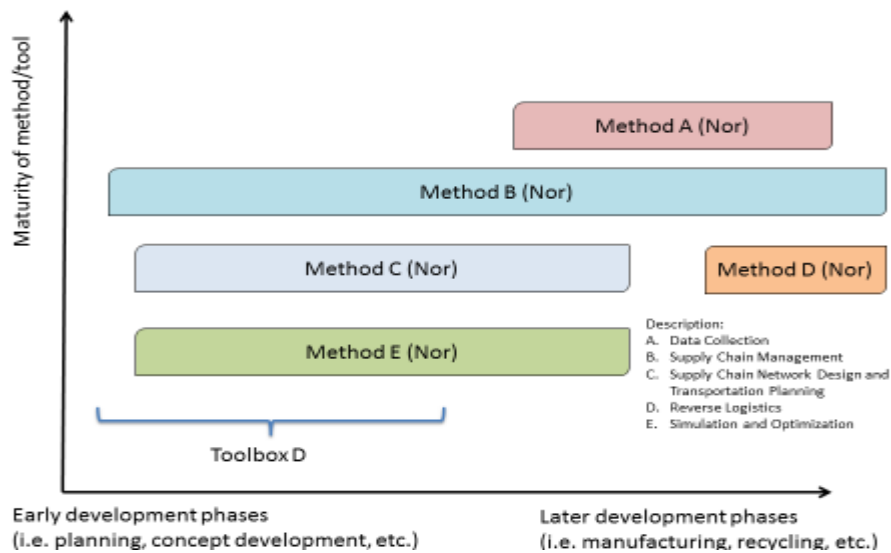 Maturity of method/tool
Method A (Nor)
Method B (Nor)
Method C (Nor)
Method D (Nor)
Method E (Nor)
Description:
A. Data Collection
B. Supply Chain Management
C. Supply Chain Network Design and
Transportation Planning
D. Reverse Logistics
E. Simulation and Optimization
Toolbox D
Early development phases
(i.e. planning, concept development, etc.)
Later development phases
(i.e. manufacturing, recycling, etc.)